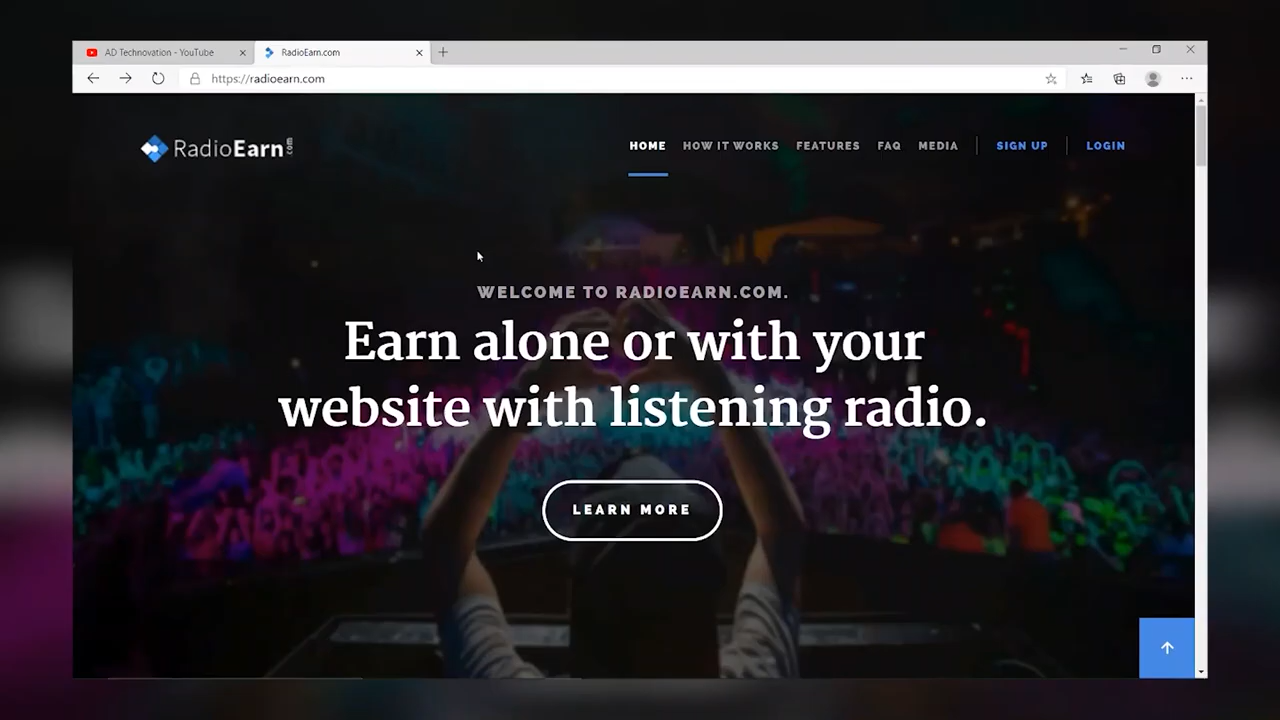 AD Technovation - YouTube
RadioEarn.com
https://radioearn.com
RadioEarn.com
HOME
HOW IT WORKS
FEATURES
FAQ
MEDIA
SIGN UP
LOGIN
WELCOME TO RADIOEARN.COM.
Earn alone or with your
website with listening radio.
LEARN MORE